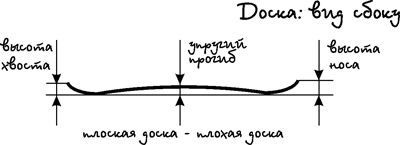 Доска: вид сбоку
высота
хвоста
упругий
прогиб
высота
носа
плоская доска - плохая доска